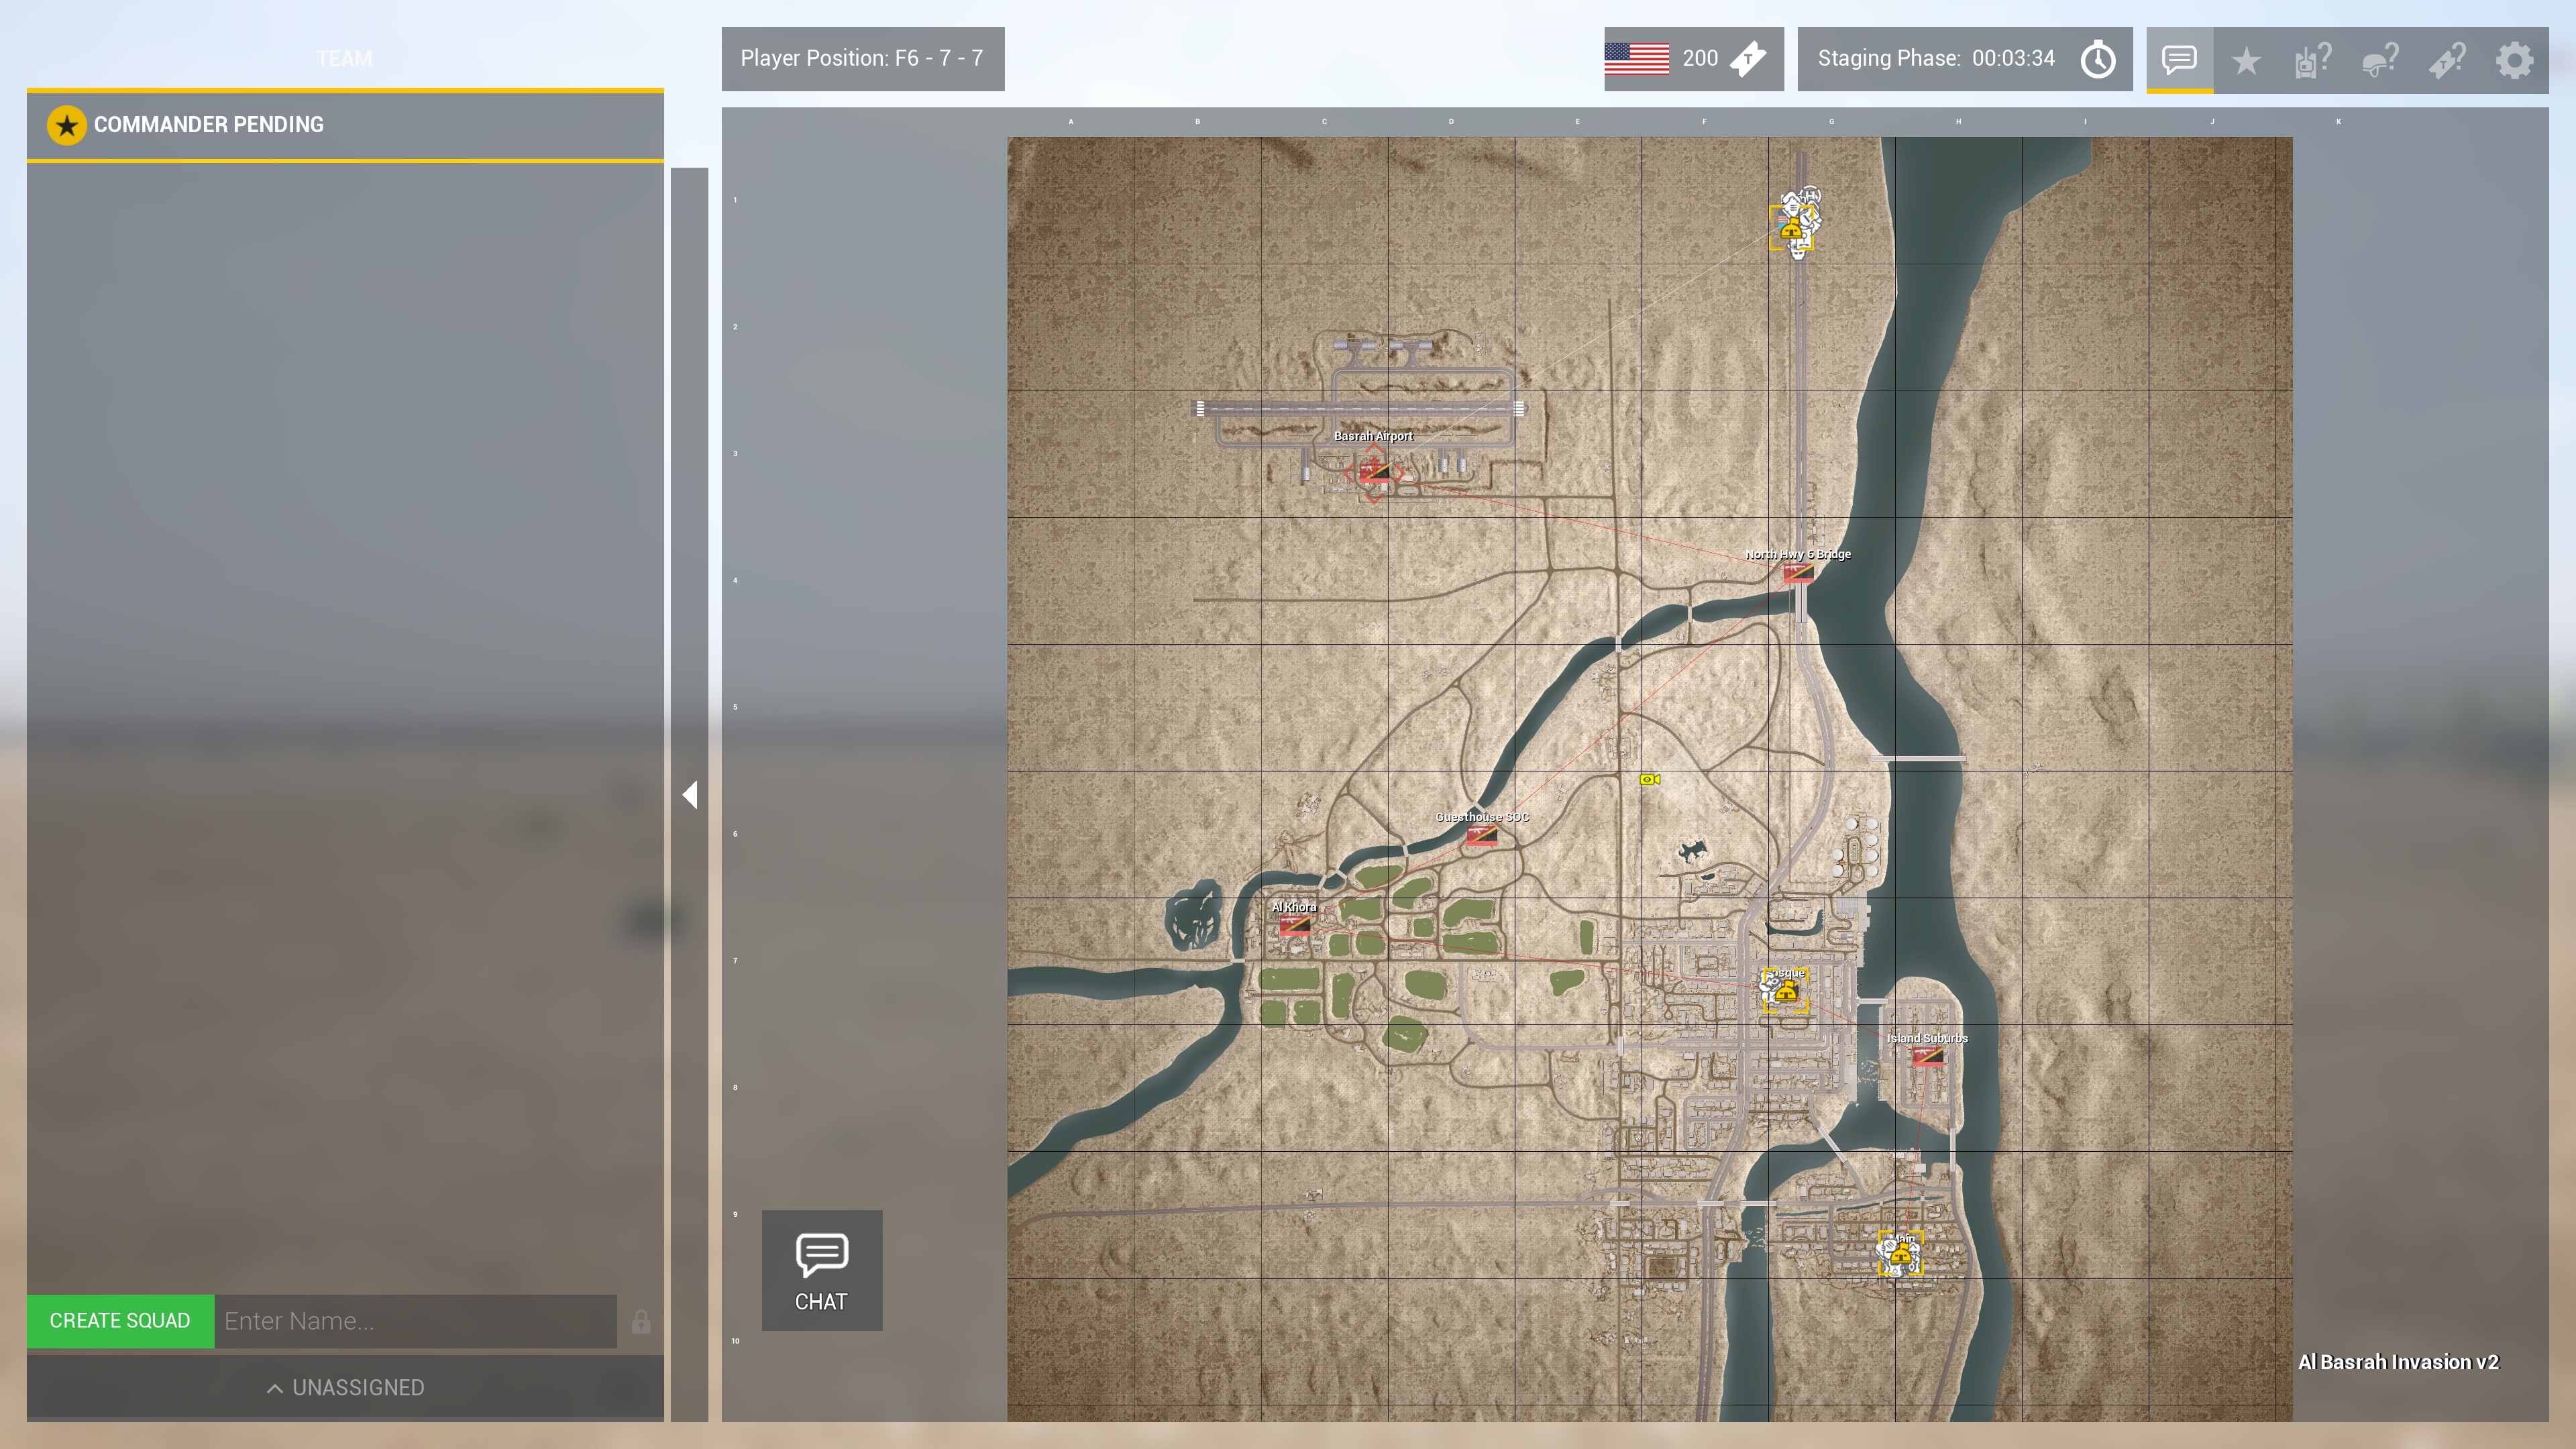 TEAM
Player Position: F6 - 7 - 7
200
T
Staging Phase: 00:03:34
? ? T ?
COMMANDER PENDING
A B C D E F G H I J K
1
2
Basrah Airport
3
North Hwy 6 Bridge
4
5
Guesthouse SOC
6
Al Khora
7
Island Suburbs
8
9
CHAT
10
CREATE SQUAD
Enter Name...
UNASSIGNED
Al Basrah Invasion v2